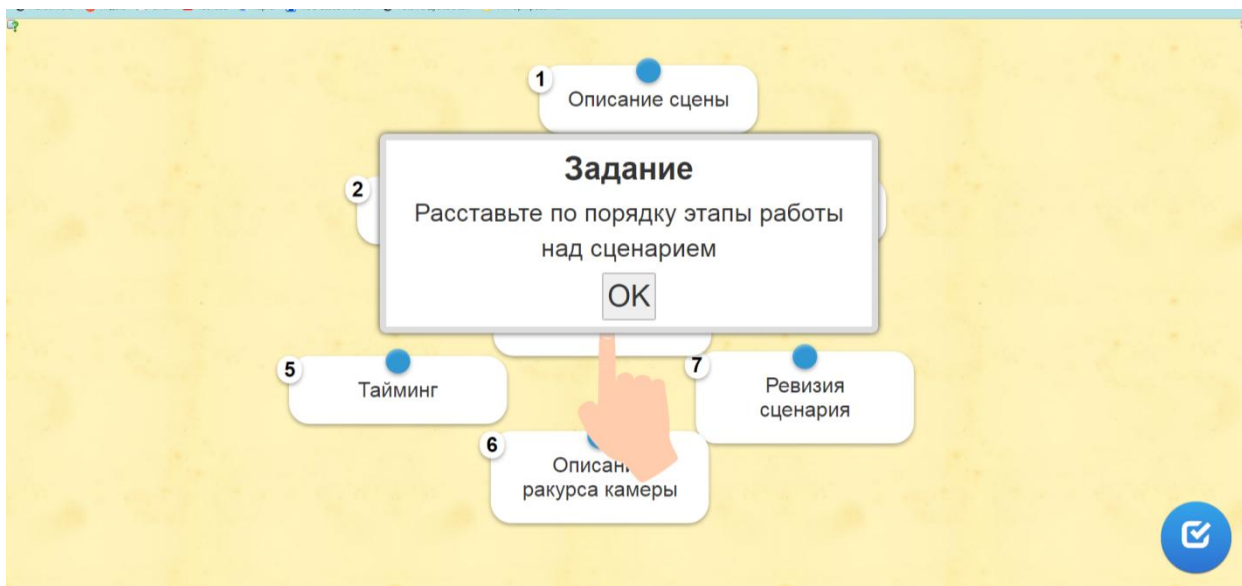 1
Описание сцены
Задание
2
Расставьте по порядку этапы работы
над сценарием
OK
5
Тайминг
7
Ревизия
сценария
6
ракурса камеры